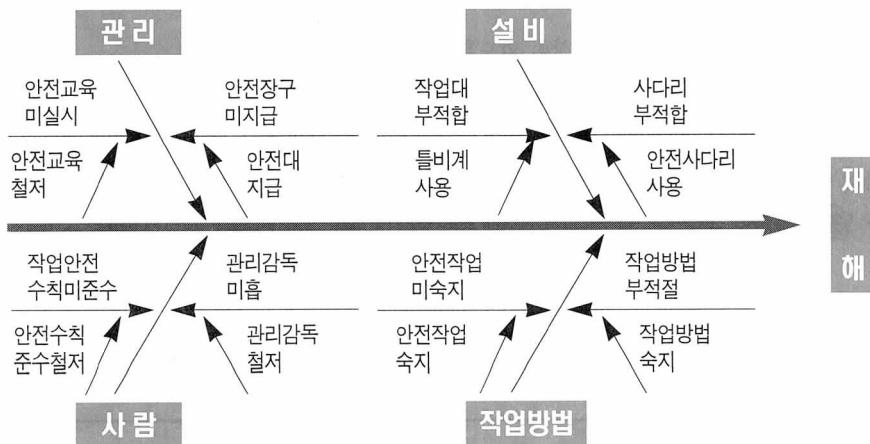 관리
설비
안전교육
미실시
안전장구
미지급
작업대
부적합
사다리
부적합
안전교육
철저
안전대
지급
틀비계
사용
안전사다리
사용
재
해
작업안전
수칙미준수
관리감독
미흡
안전작업
미숙지
작업방법
부적절
안전수칙
준수철저
관리감독
철저
안전작업
숙지
작업방법
숙지
사람
작업방법